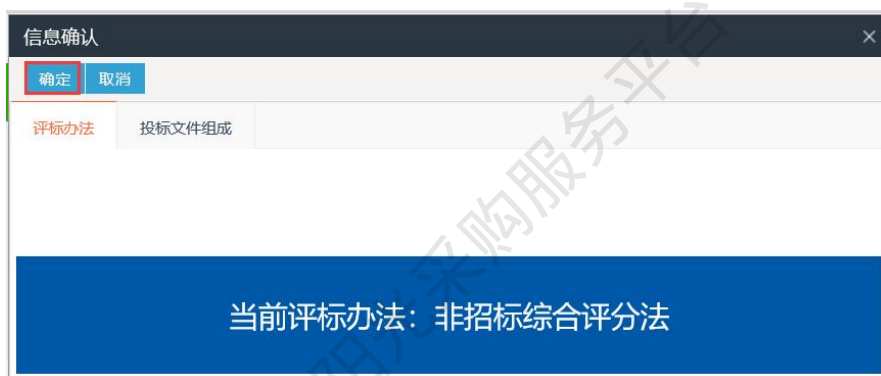 信息确认
确定 取消
评标办法 投标文件组成
当前评标办法：非招标综合评分法
阳光采购服务平台